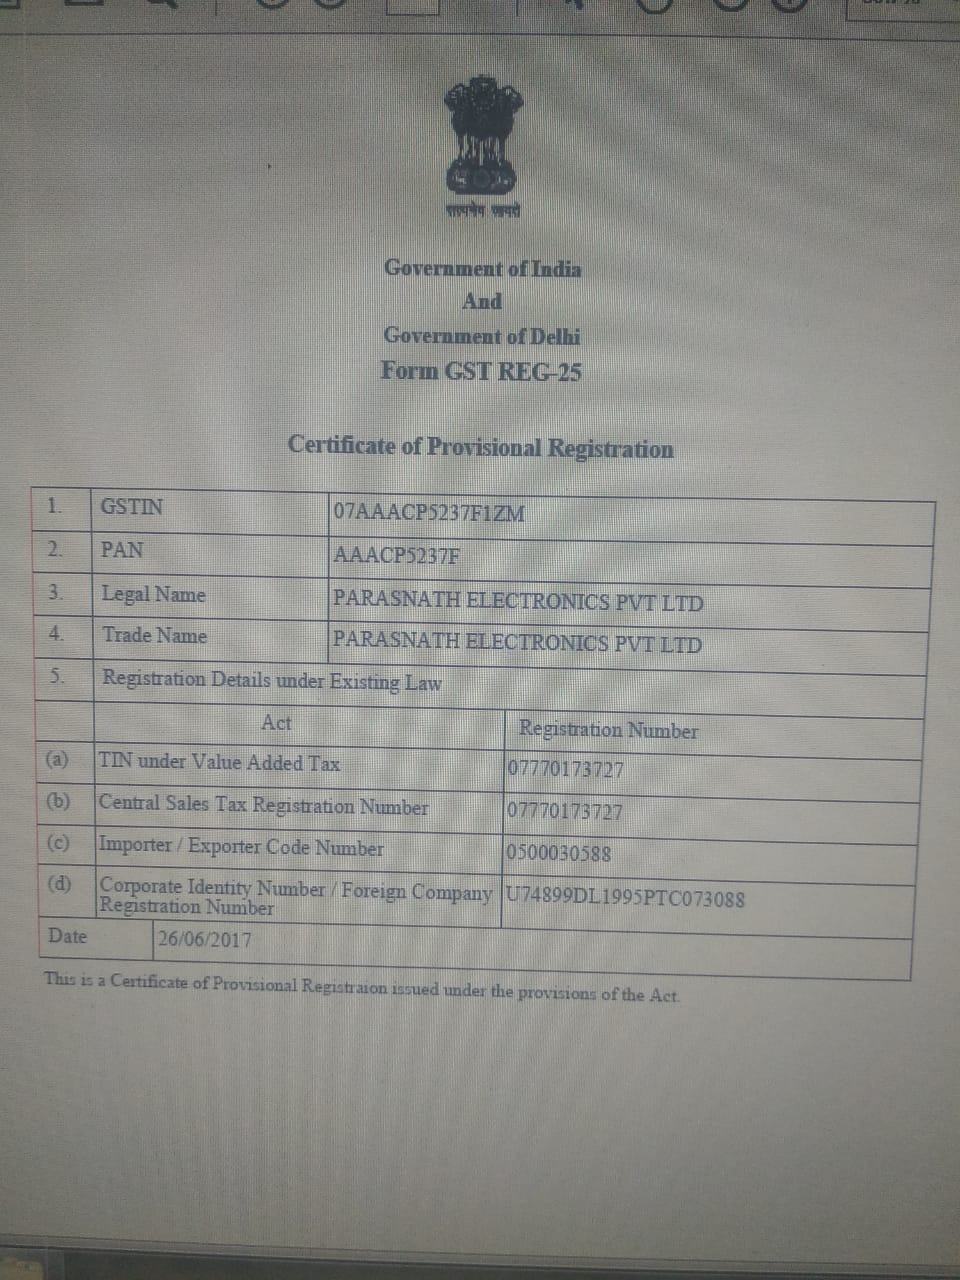 सत्यमेव जयते
Government of India
And
Government of Delhi
Form GST REG-25
Certificate of Provisional Registration
1. GSTIN 07AAACP5237F1ZM
2. PAN AAACP5237F
3. Legal Name PARASNATH ELECTRONICS PVT LTD
4. Trade Name PARASNATH ELECTRONICS PVT LTD
5. Registration Details under Existing Law
Act Registration Number
(a) TIN under Value Added Tax 07770173727
(b) Central Sales Tax Registration Number 07770173727
(c) Importer / Exporter Code Number 0500030588
(d) Corporate Identity Number / Foreign Company U74899DL1995PTC073088
Registration Number
Date 26/06/2017
This is a Certificate of Provisional Registraion issued under the provisions of the Act.